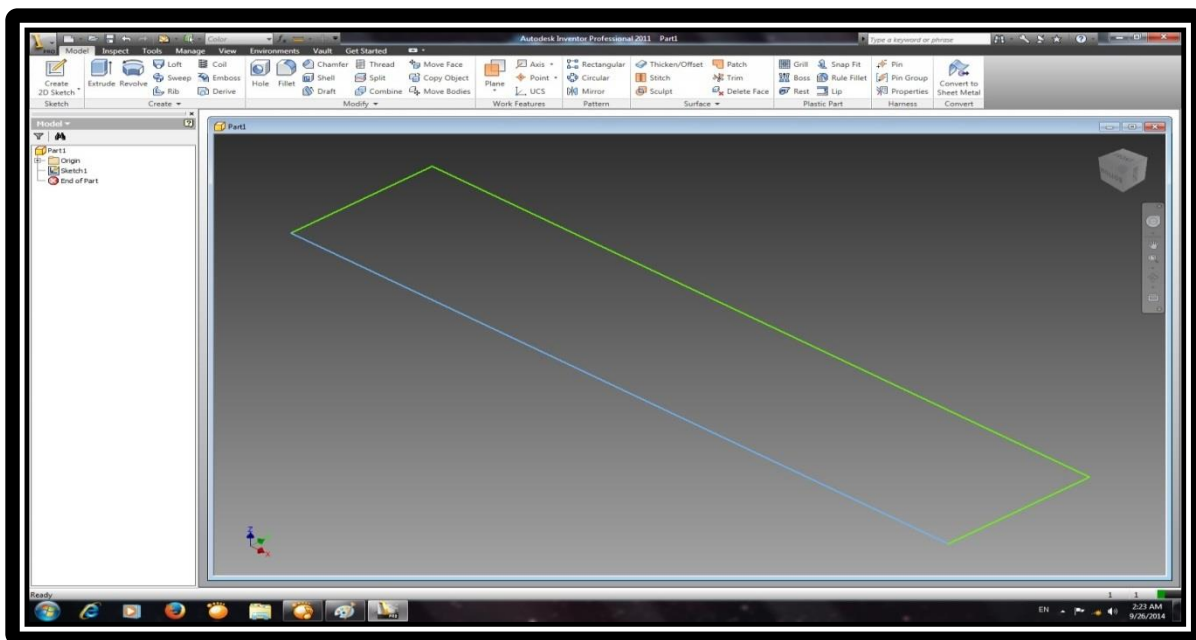 Color
Autodesk Inventor Professional 2011 Part1
Type a keyword or phrase
PRO Model Inspect Tools Manage View Environments Vault Get Started
Loft Coil Chamfer Thread Move Face Axis Rectangular Thicken/Offset Patch Grill Snap Fit Pin
Create 2D Sketch Extrude Revolve Sweep Emboss Hole Fillet Shell Split Copy Object Plane Point Circular Stitch Trim Boss Rule Fillet Pin Group Convert to Sheet Metal
Rib Derive Draft Combine Move Bodies UCS Mirror Sculpt Delete Face Rest Lip Properties
Sketch Create Modify Work Features Pattern Surface Plastic Part Harness Convert
Model
Part1
Part1
Origin
Sketch1
End of Part
Z
X
Ready
1 1
EN
2:23 AM
9/26/2014